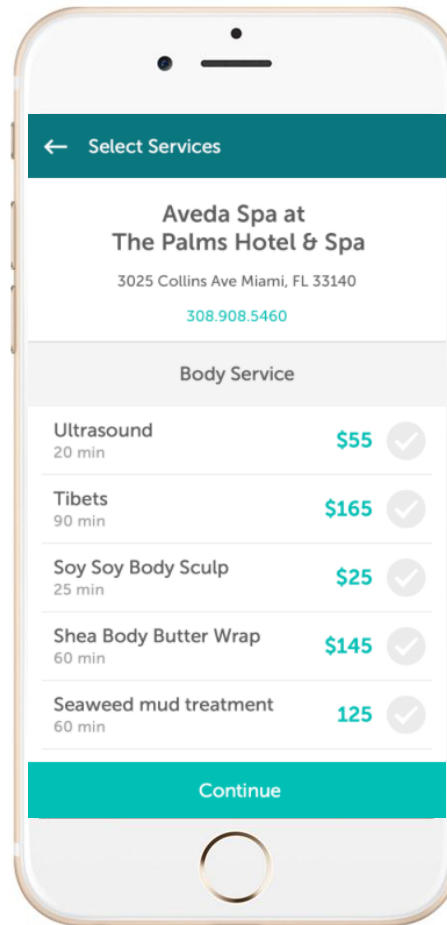 Select Services
Aveda Spa at
The Palms Hotel & Spa
3025 Collins Ave Miami, FL 33140
308.908.5460
Body Service
Ultrasound $55
20 min
Tibets $165
90 min
Soy Soy Body Sculp $25
25 min
Shea Body Butter Wrap $145
60 min
Seaweed mud treatment 125
60 min
Continue